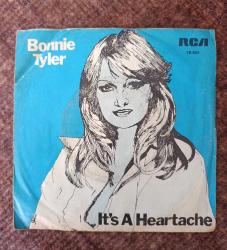 Bonnie
Tyler
RCA
It's A Heartache